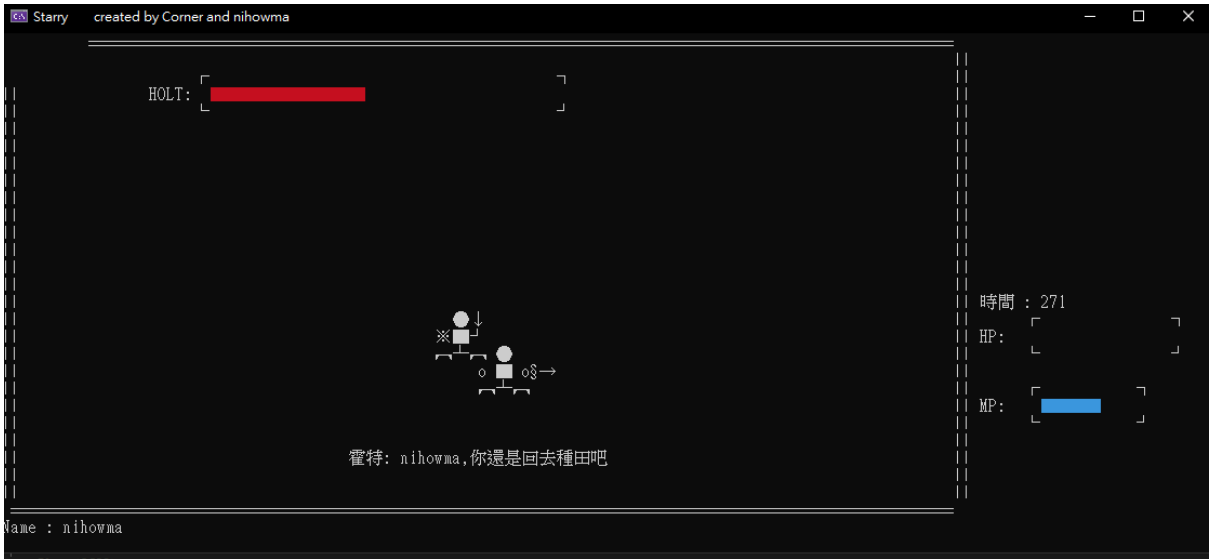 Starry created by Corner and nihowma
HOLT:
時間 : 271
HP:
MP:
霍特: nihowma,你還是回去種田吧
Name : nihowma